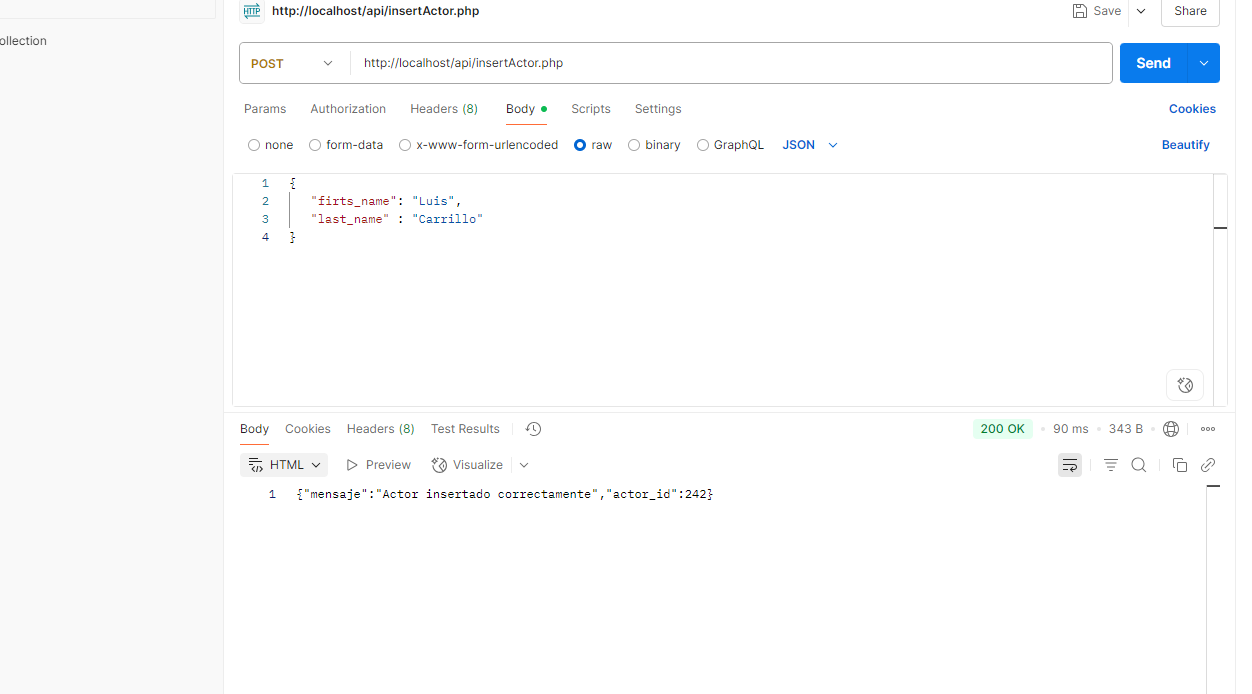 HTTP http://localhost/api/insertActor.php Save Share
ollection
POST http://localhost/api/insertActor.php Send
Params Authorization Headers (8) Body Scripts Settings Cookies
none form-data x-www-form-urlencoded raw binary GraphQL JSON Beautify
1 {
2 "firts_name": "Luis",
3 "last_name" : "Carrillo"
4 }
Body Cookies Headers (8) Test Results 200 OK 90 ms 343 B
HTML Preview Visualize
1 {"mensaje":"Actor insertado correctamente","actor_id":242}